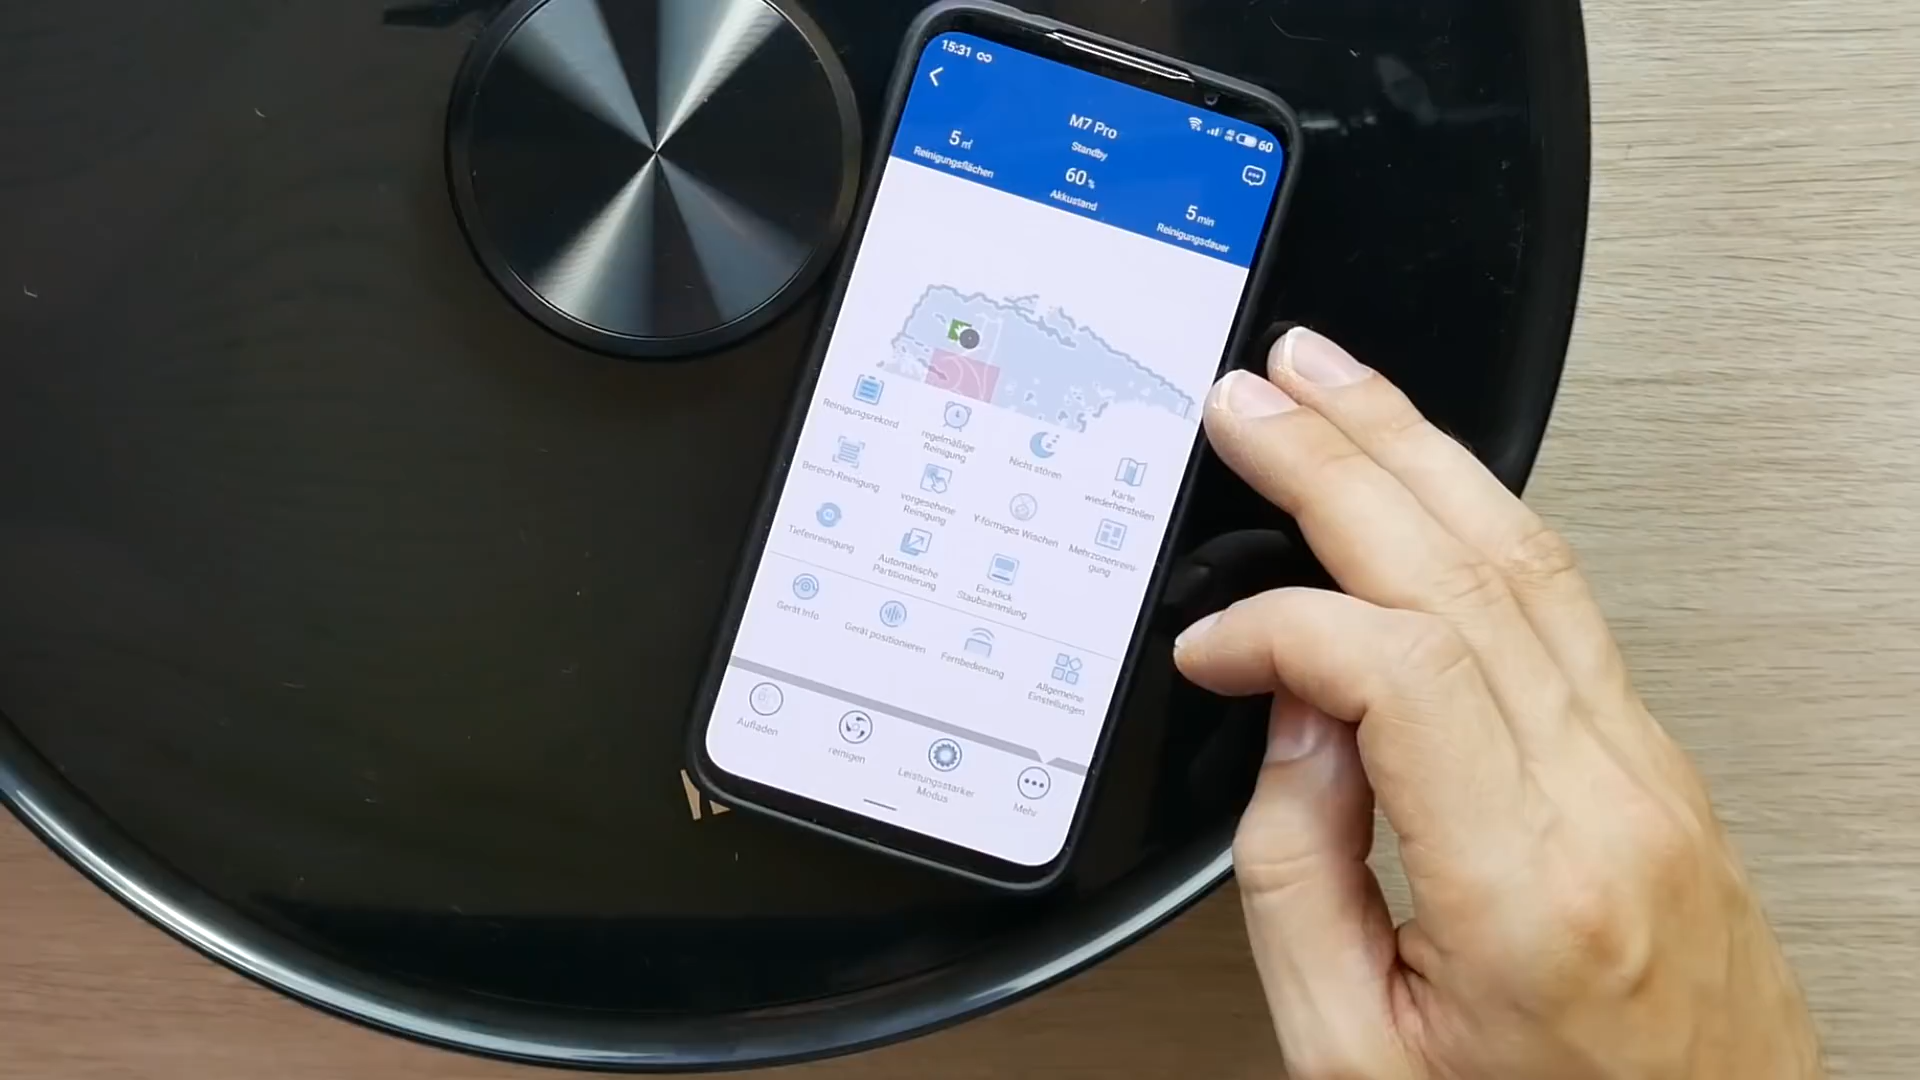 15:31
60
M7 Pro
Standby
5 ㎡
Reinigungsflächen
60 %
Akkustand
5 min
Reinigungsdauer
Reinigungsrekord
regelmäßige
Reinigung
Nicht stören
Karte
wiederherstellen
Bereich-Reinigung
vorgesehene
Reinigung
Y-förmiges Wischen
Mehrzonenreini-
gung
Tiefenreinigung
Automatische
Partitionierung
Ein-Klick
Staubsammlung
Gerät Info
Gerät positionieren
Fernbedienung
Allgemeine
Einstellungen
Aufladen
reinigen
Leistungsstarker
Modus
Mehr